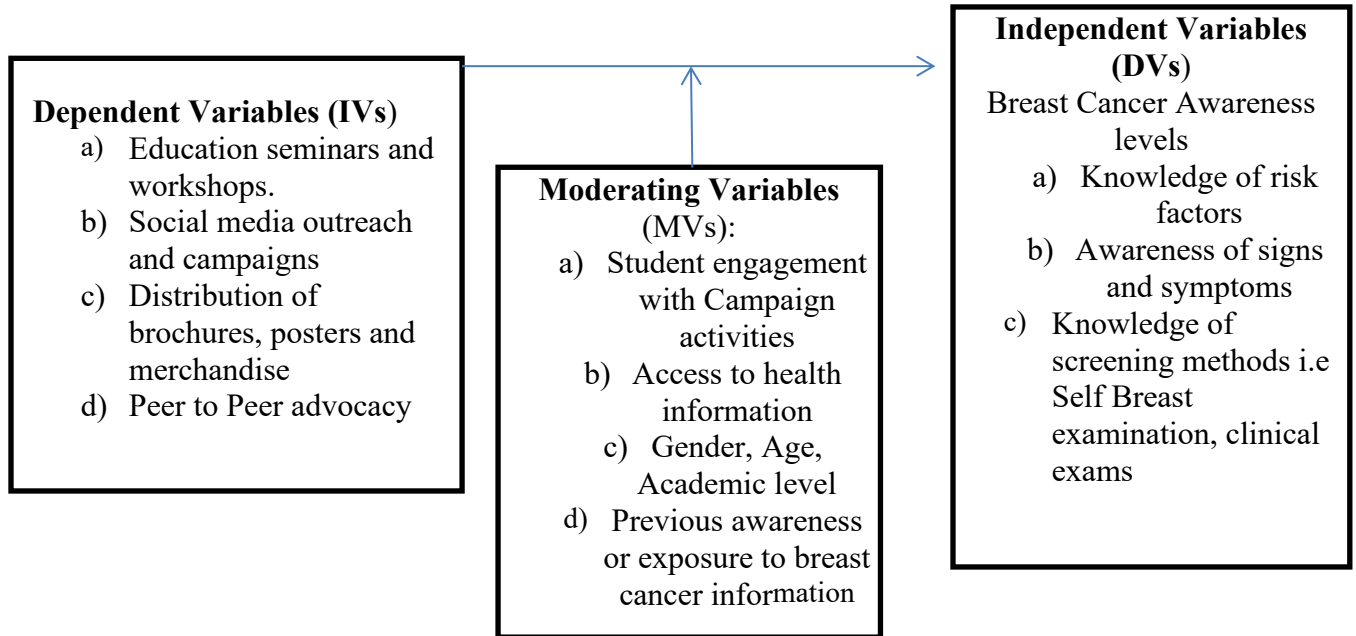 Dependent Variables (IVs)
a) Education seminars and
workshops.
b) Social media outreach
and campaigns
c) Distribution of
brochures, posters and
merchandise
d) Peer to Peer advocacy
Moderating Variables
(MVs):
a) Student engagement
with Campaign
activities
b) Access to health
information
c) Gender, Age,
Academic level
d) Previous awareness
or exposure to breast
cancer information
Independent Variables
(DVs)
Breast Cancer Awareness
levels
a) Knowledge of risk
factors
b) Awareness of signs
and symptoms
c) Knowledge of
screening methods i.e
Self Breast
examination, clinical
exams